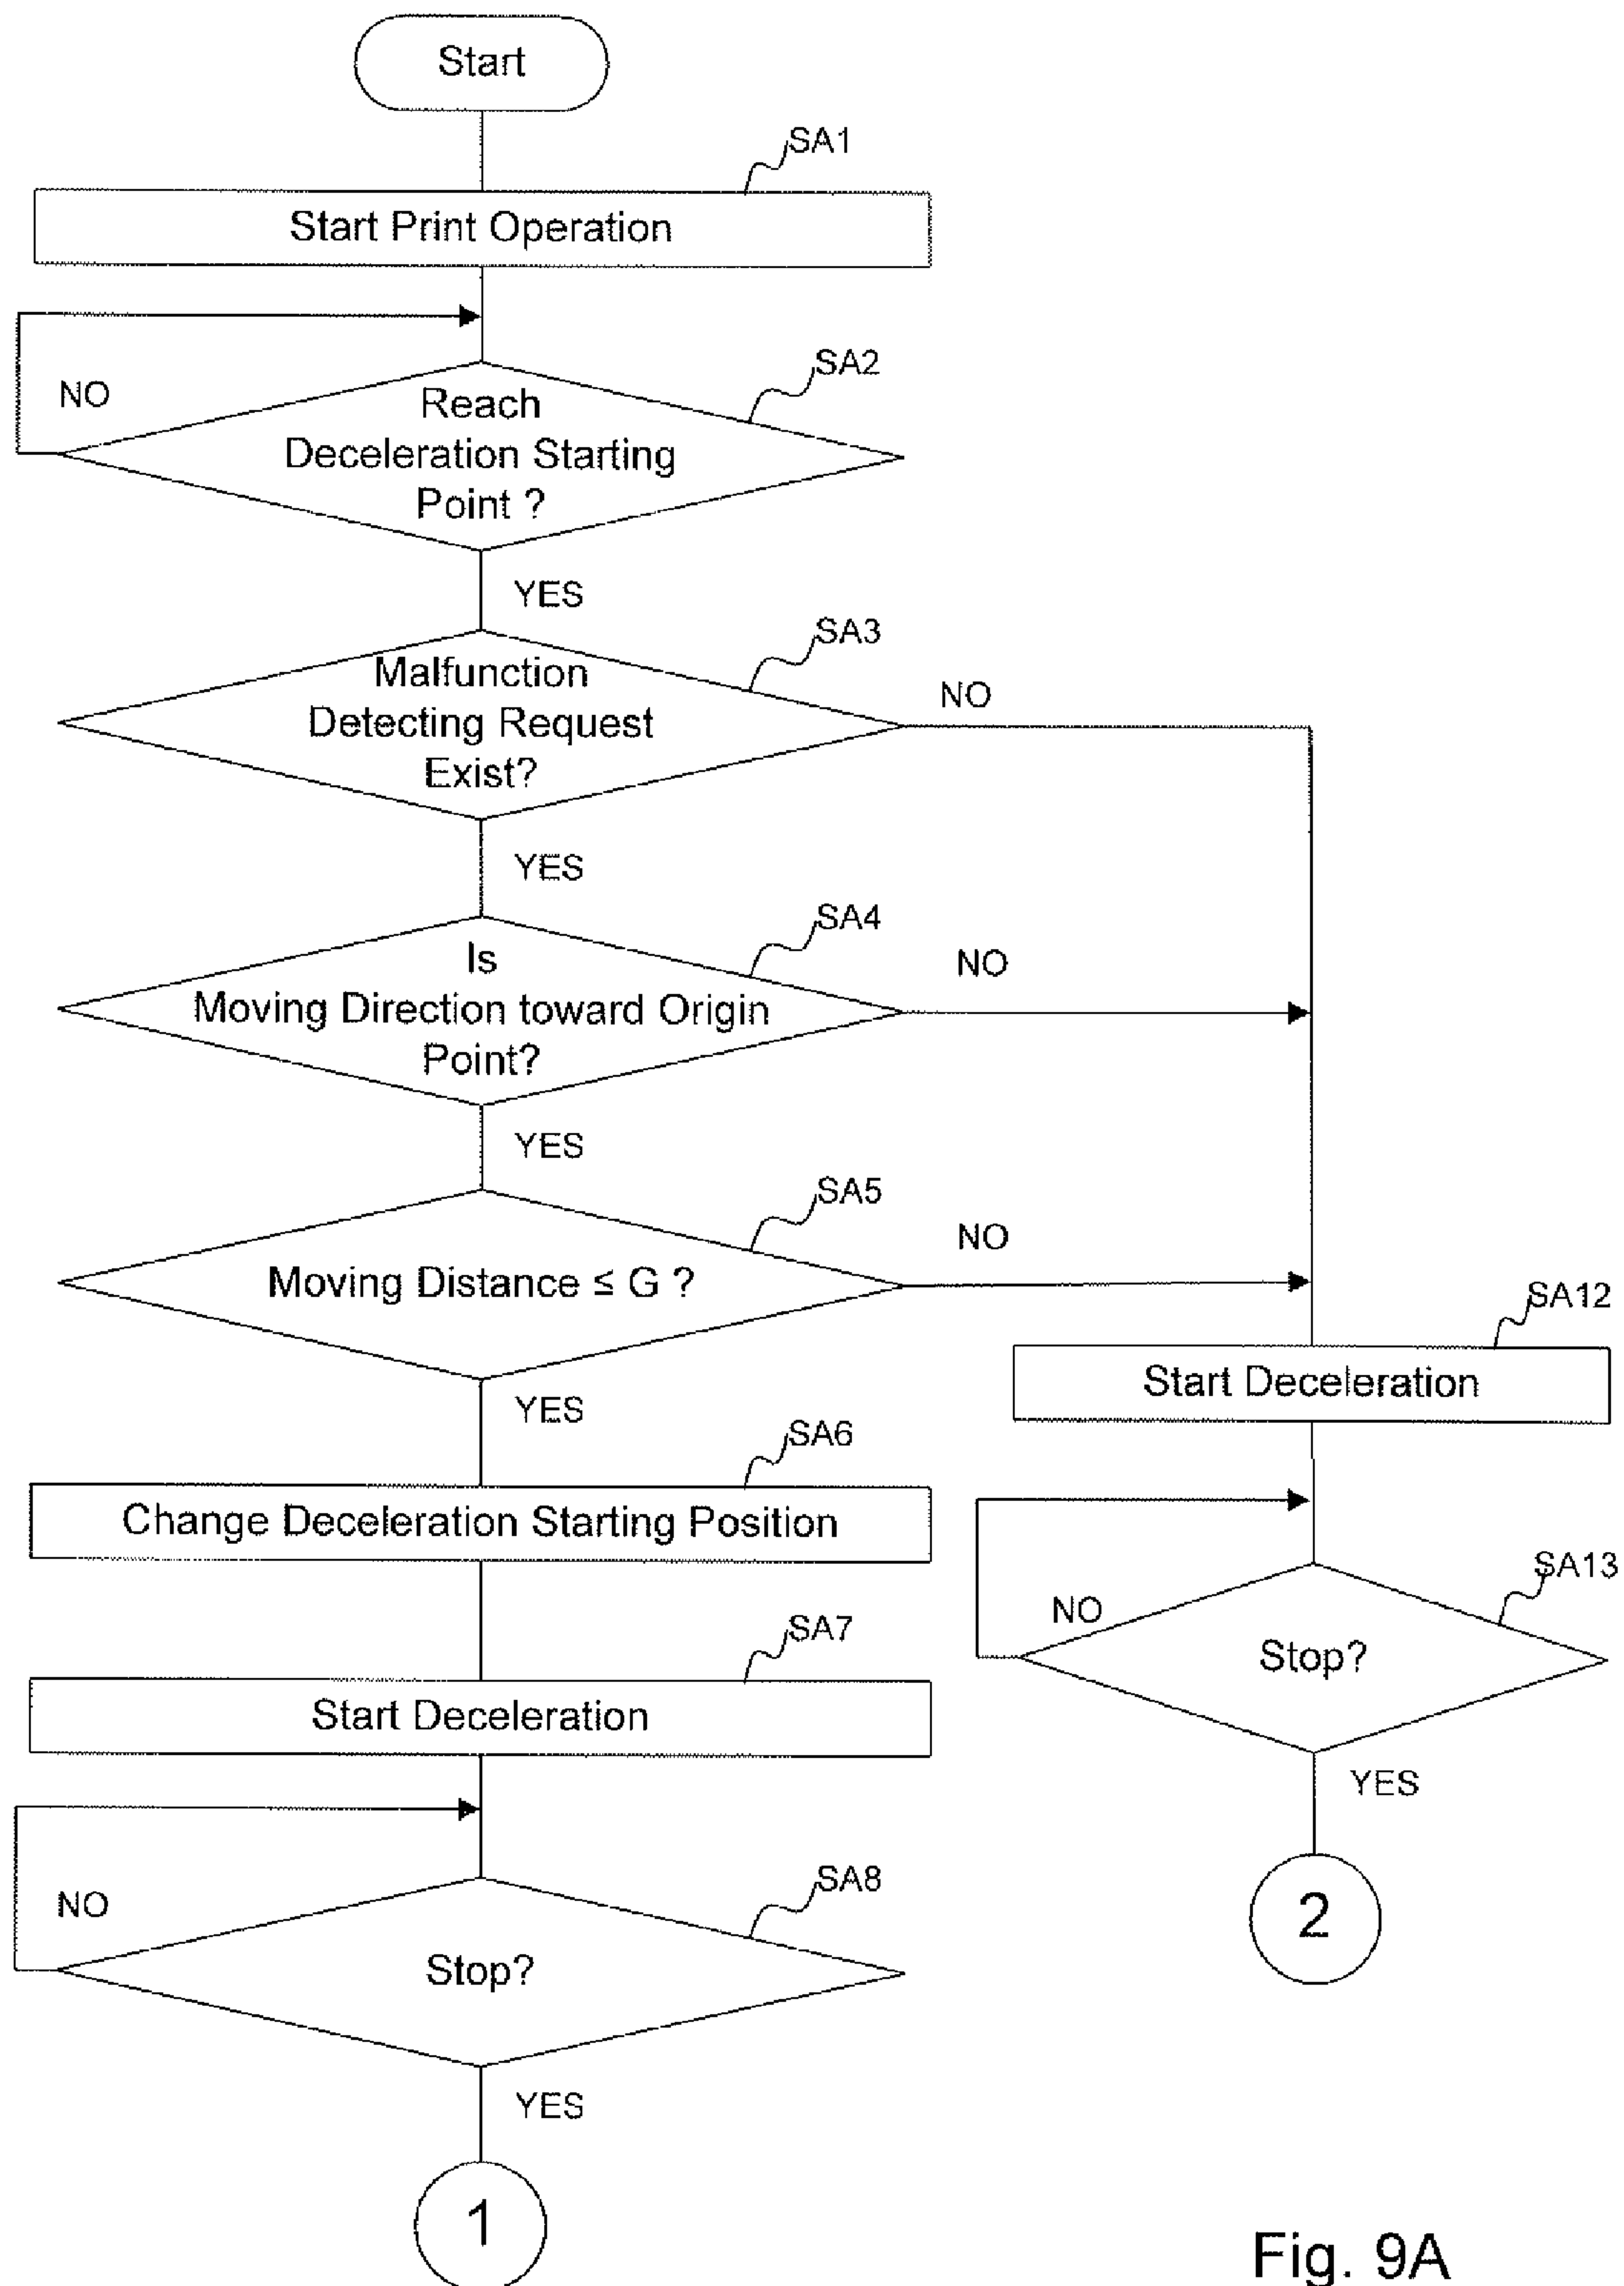 Start
SA1
Start Print Operation
SA2
NO
Reach
Deceleration Starting
Point ?
YES
SA3
Malfunction
Detecting Request
Exist?
NO
YES
SA4
Is
Moving Direction toward Origin
Point?
NO
YES
SA5
Moving Distance ≤ G ?
NO
YES
SA12
Start Deceleration
SA6
Change Deceleration Starting Position
SA13
NO
Stop?
YES
2
SA7
Start Deceleration
SA8
NO
Stop?
YES
1
Fig. 9A